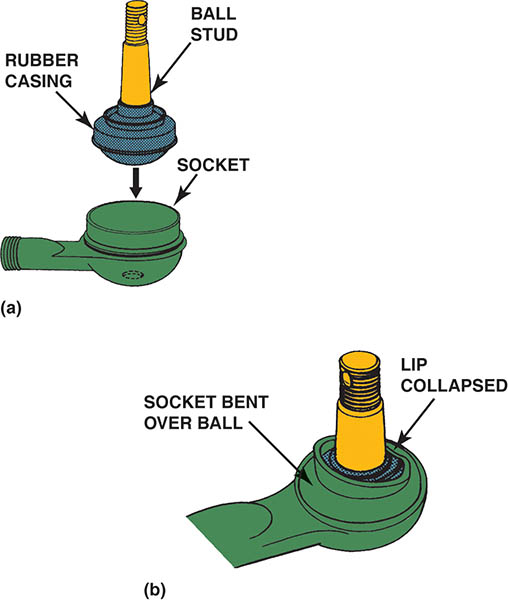 BALL
STUD
RUBBER
CASING
SOCKET
(a)
LIP
COLLAPSED
SOCKET BENT
OVER BALL
(b)